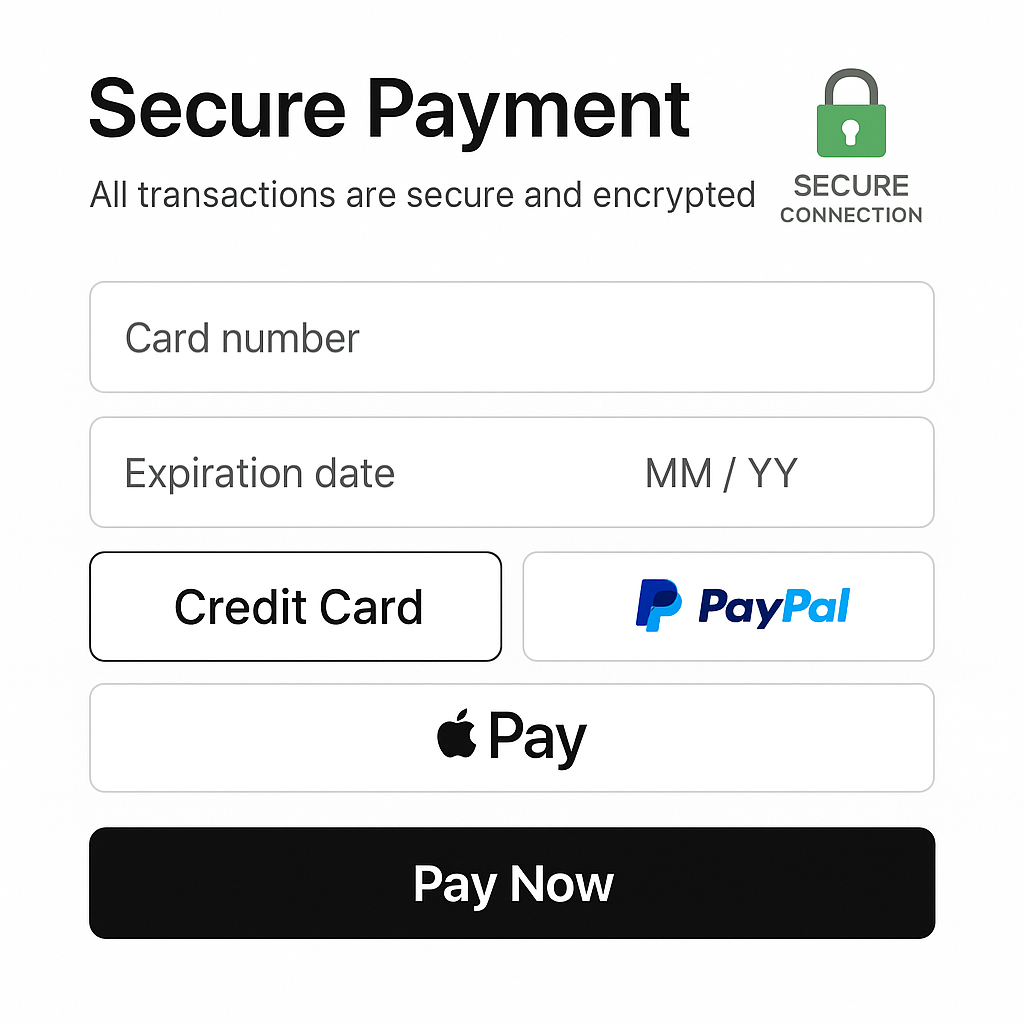 Secure Payment
All transactions are secure and encrypted
SECURE
CONNECTION
Card number
Expiration date MM / YY
Credit Card
PayPal
Pay
Pay Now